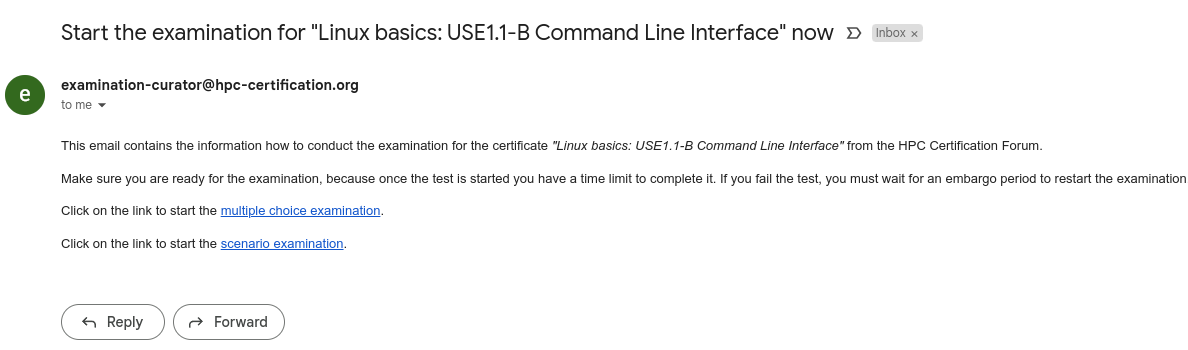 Start the examination for "Linux basics: USE1.1-B Command Line Interface" now Inbox ×
e
examination-curator@hpc-certification.org
to me
This email contains the information how to conduct the examination for the certificate "Linux basics: USE1.1-B Command Line Interface" from the HPC Certification Forum.
Make sure you are ready for the examination, because once the test is started you have a time limit to complete it. If you fail the test, you must wait for an embargo period to restart the examination
Click on the link to start the multiple choice examination.
Click on the link to start the scenario examination.
Reply Forward